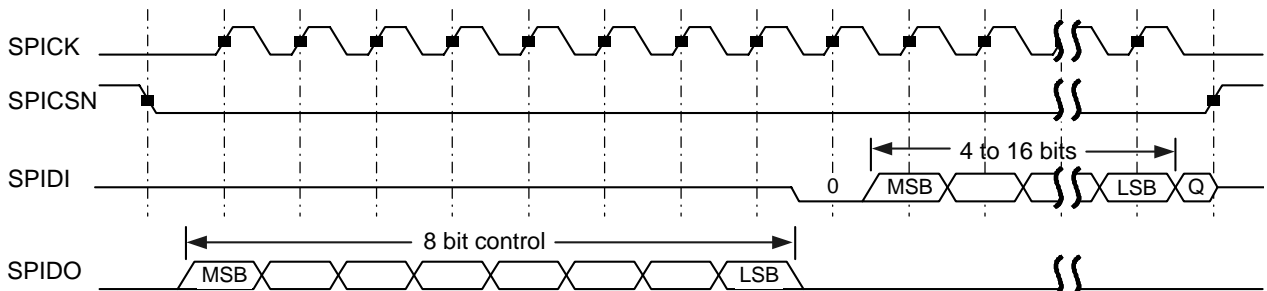 SPICK
SPICSN
4 to 16 bits
SPIDI
0
MSB
LSB
Q
8 bit control
SPIDO
MSB
LSB